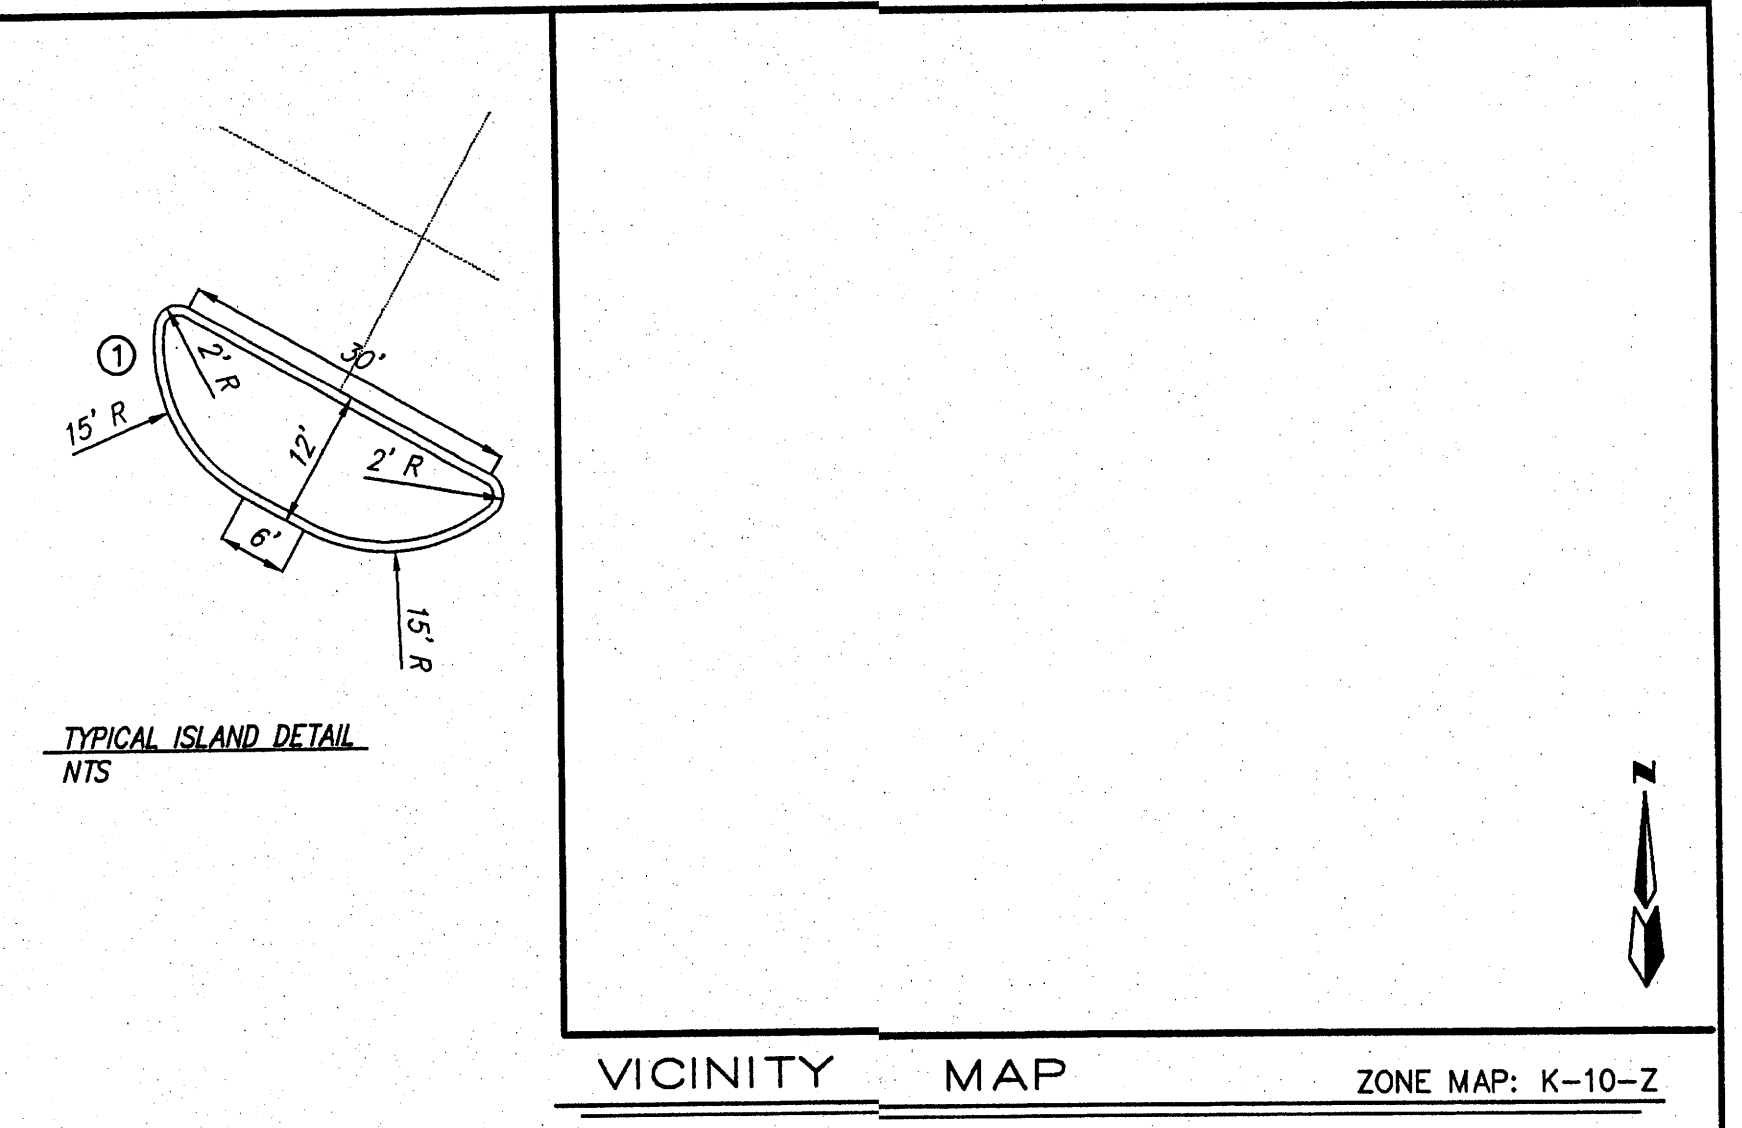 30'
①
2' R
15' R
12'
2' R
6'
15' R
TYPICAL ISLAND DETAIL
NTS
N
VICINITY MAP
ZONE MAP: K-10-Z